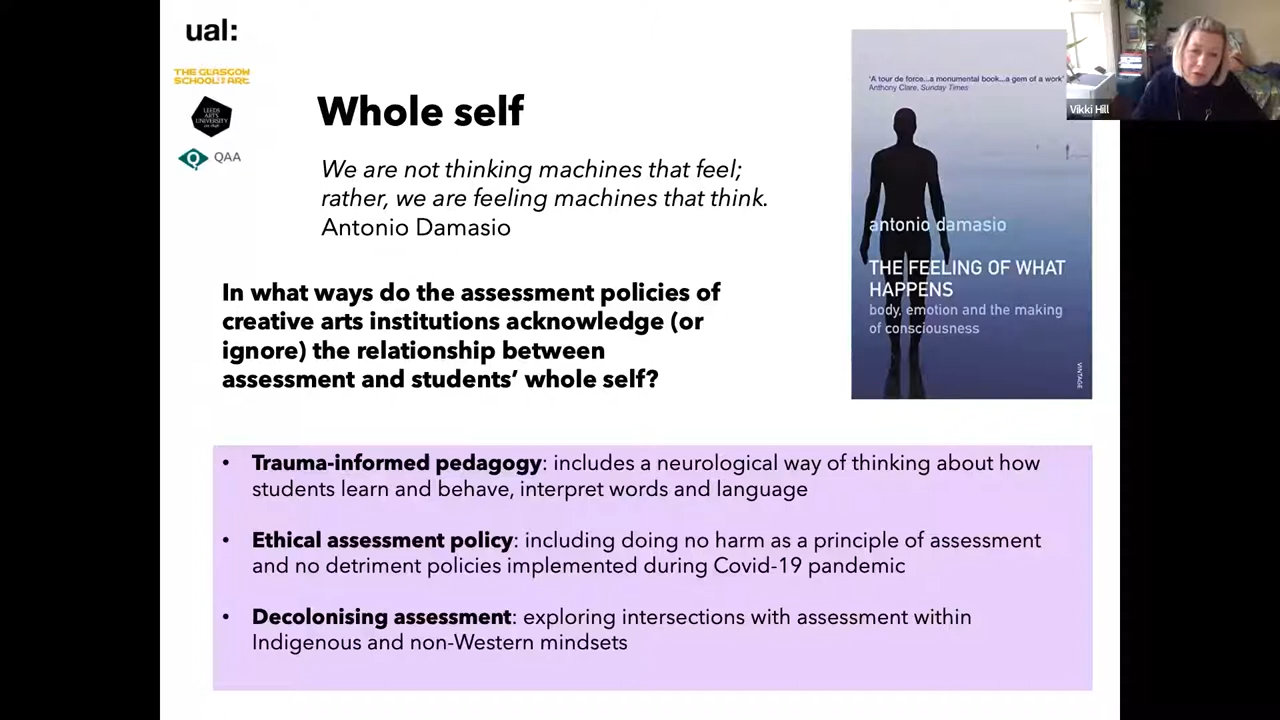 ual:
THE GLASGOW
SCHOOL OF ART
LEEDS
ARTS
UNIVERSITY
QAA
Whole self
We are not thinking machines that feel;
rather, we are feeling machines that think.
Antonio Damasio
In what ways do the assessment policies of
creative arts institutions acknowledge (or
ignore) the relationship between
assessment and students’ whole self?
'A tour de force...a monumental book...a gem of a work'
Anthony Clare, Sunday Times
antonio damasio
THE FEELING OF WHAT
HAPPENS
body, emotion and the making
of consciousness
VINTAGE
Vikki Hill
• Trauma-informed pedagogy: includes a neurological way of thinking about how
students learn and behave, interpret words and language
• Ethical assessment policy: including doing no harm as a principle of assessment
and no detriment policies implemented during Covid-19 pandemic
• Decolonising assessment: exploring intersections with assessment within
Indigenous and non-Western mindsets